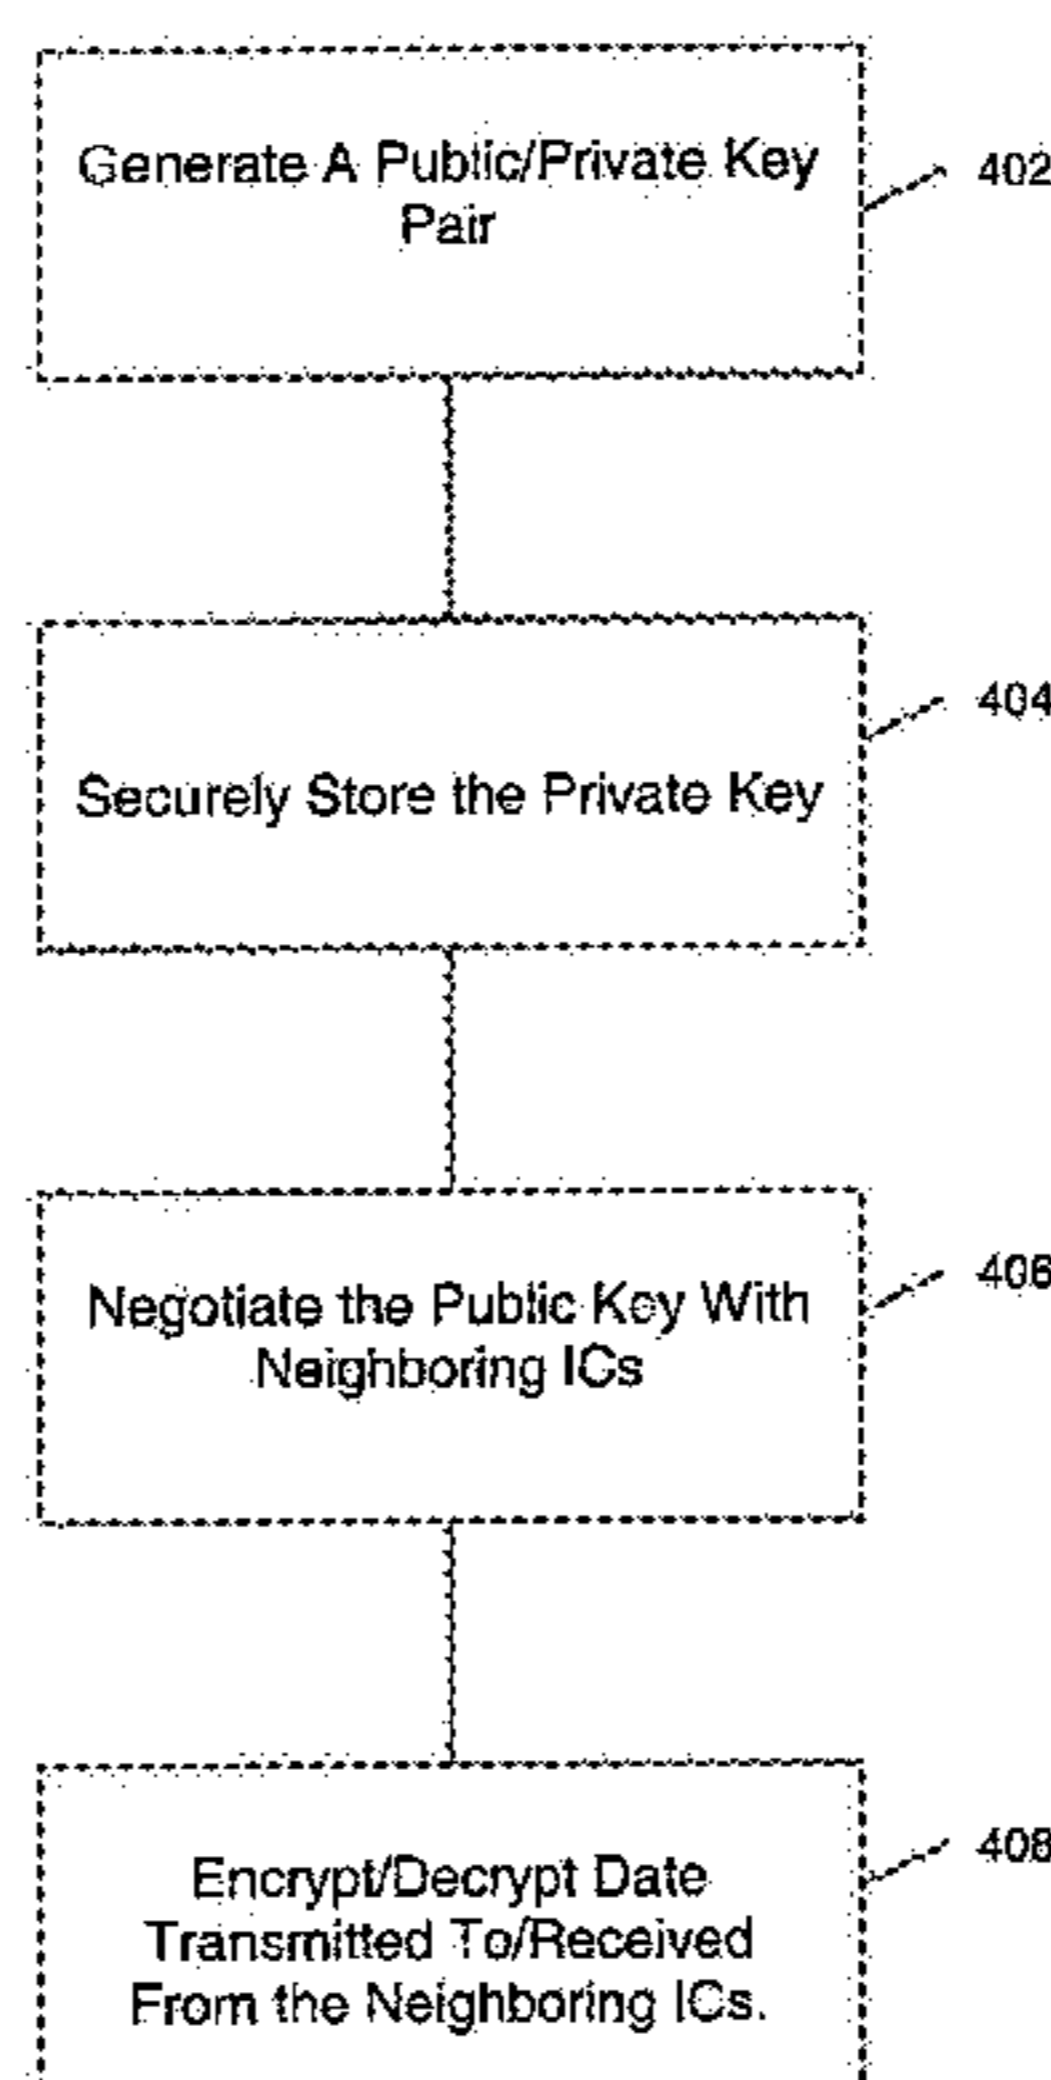 Generate A Public/Private Key
Pair
402
Securely Store the Private Key
404
Negotiate the Public Key With
Neighboring ICs
406
Encrypt/Decrypt Date
Transmitted To/Received
From the Neighboring ICs.
408